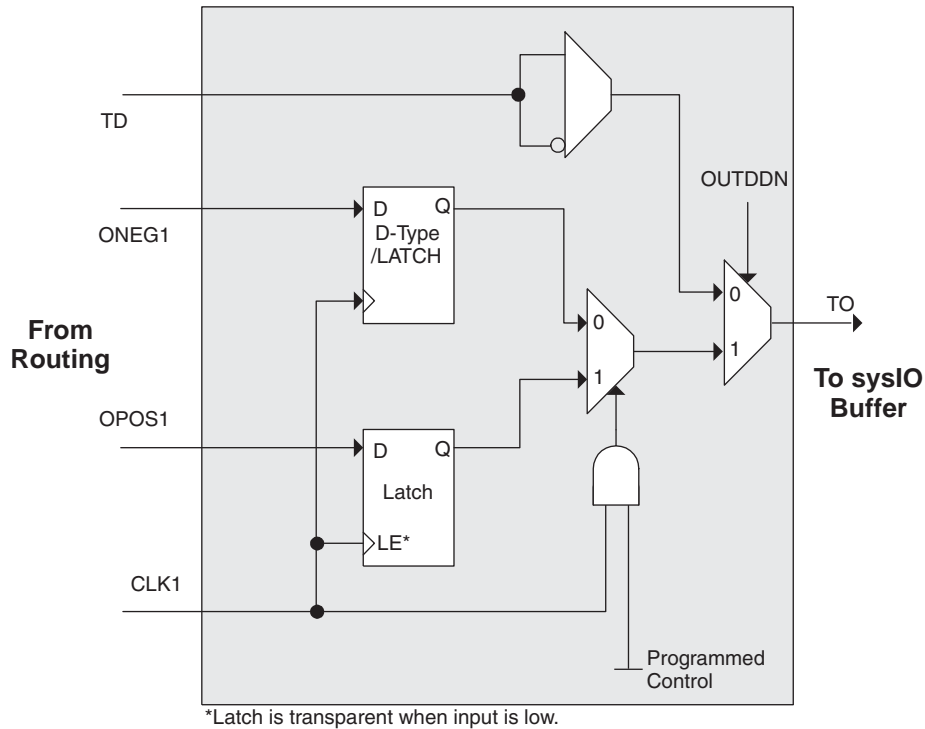 TD
OUTDDN
ONEG1
D
Q
D-Type
/LATCH
0
1
0
1
TO
From
Routing
To sysIO
Buffer
OPOS1
D
Q
Latch
LE*
CLK1
Programmed
Control
*Latch is transparent when input is low.